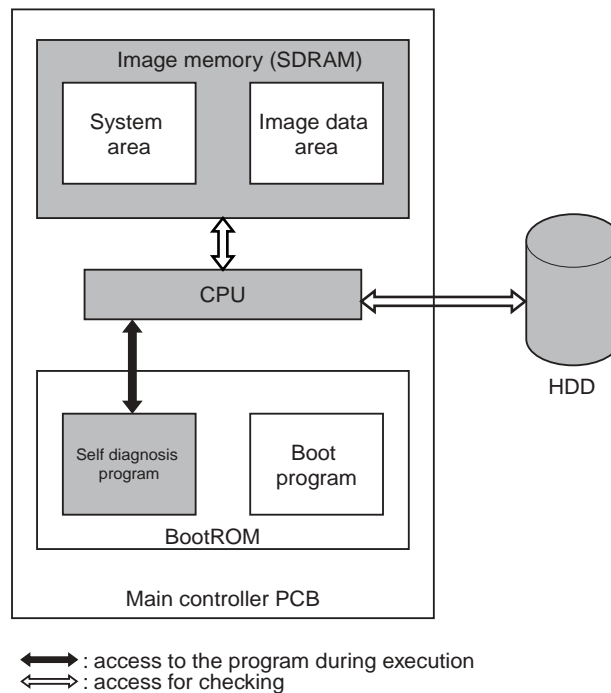 Image memory (SDRAM)
System
area
Image data
area
CPU
HDD
Self diagnosis
program
Boot
program
BootROM
Main controller PCB
: access to the program during execution
: access for checking